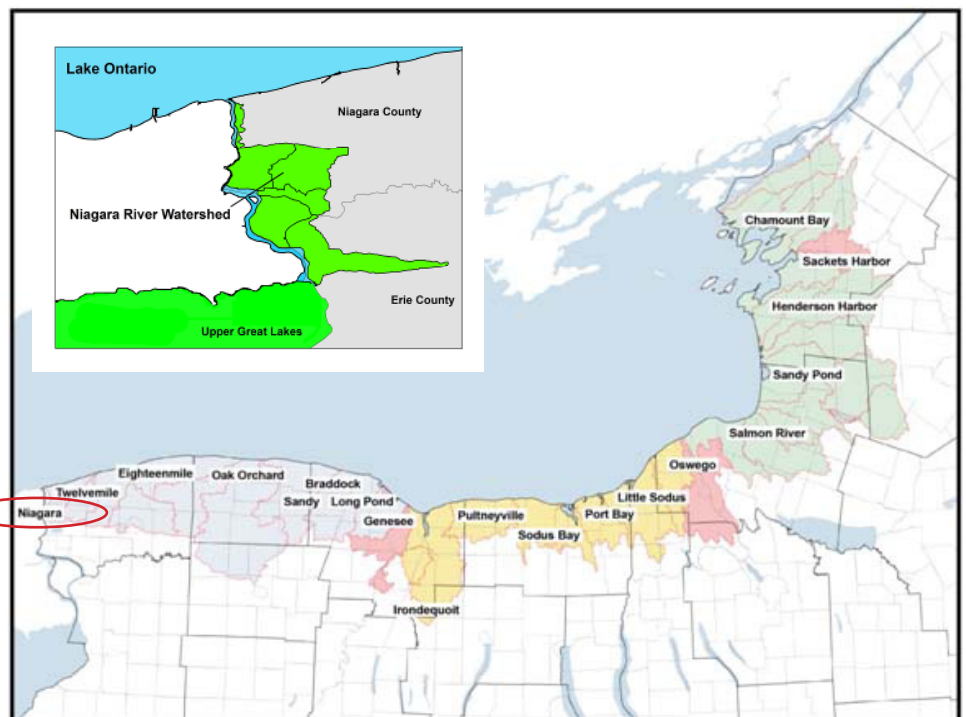 Lake Ontario
Niagara County
Niagara River Watershed
Erie County
Upper Great Lakes
Chamount Bay
Sackets Harbor
Henderson Harbor
Sandy Pond
Salmon River
Oswego
Eighteenmile
Oak Orchard
Braddock
Twelvemile
Sandy
Long Pond
Little Sodus
Niagara
Genesee
Pultneyville
Port Bay
Sodus Bay
Irondequoit